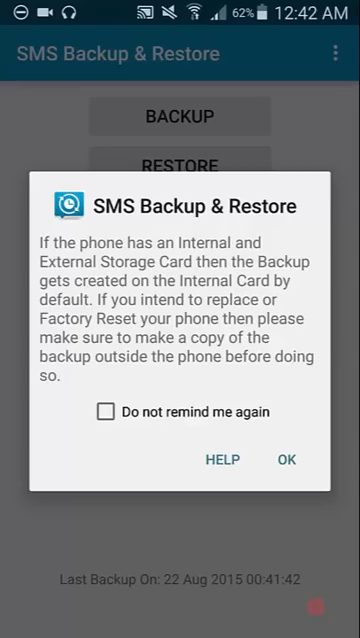 62% 12:42 AM
SMS Backup & Restore
BACKUP
RESTORE
SMS Backup & Restore
If the phone has an Internal and
External Storage Card then the Backup
gets created on the Internal Card by
default. If you intend to replace or
Factory Reset your phone then please
make sure to make a copy of the
backup outside the phone before doing
so.
Do not remind me again
HELP OK
Last Backup On: 22 Aug 2015 00:41:42